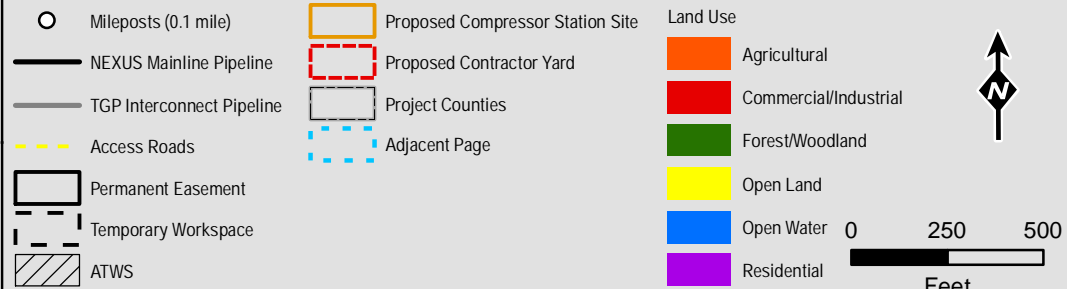 Mileposts (0.1 mile)
NEXUS Mainline Pipeline
TGP Interconnect Pipeline
Access Roads
Permanent Easement
Temporary Workspace
ATWS
Proposed Compressor Station Site
Proposed Contractor Yard
Project Counties
Adjacent Page
Land Use
Agricultural
Commercial/Industrial
Forest/Woodland
Open Land
Open Water
Residential
N
0 250 500
Feet